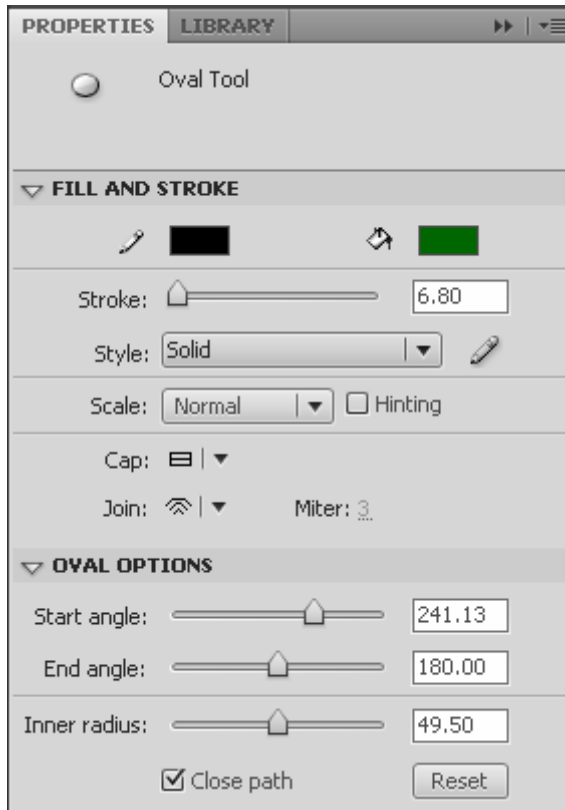 PROPERTIES LIBRARY
Oval Tool
FILL AND STROKE
Stroke: 6.80
Style: Solid
Scale: Normal Hinting
Cap:
Join: Miter: 3
OVAL OPTIONS
Start angle: 241.13
End angle: 180.00
Inner radius: 49.50
Close path Reset